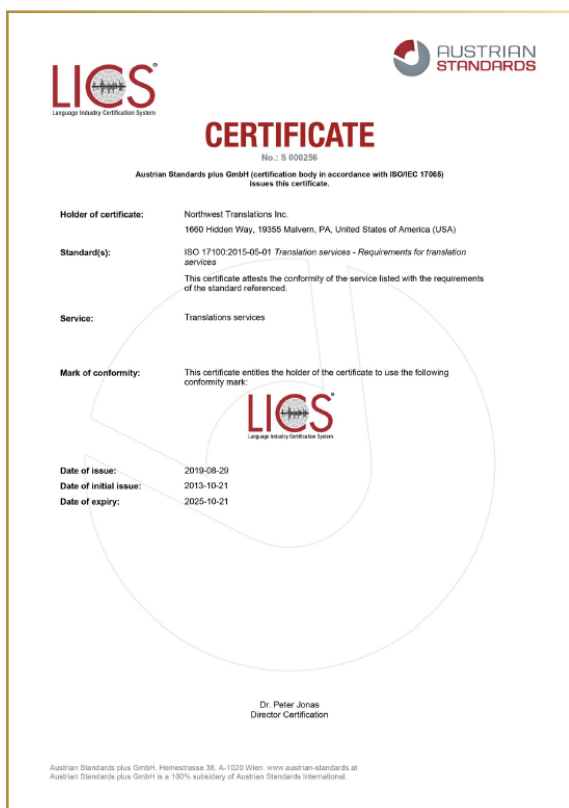 LICS®
Language Industry Certification System
AUSTRIAN
STANDARDS
CERTIFICATE
No.: S 000256
Austrian Standards plus GmbH (certification body in accordance with ISO/IEC 17065)
issues this certificate.
Holder of certificate: Northwest Translations Inc.
1660 Hidden Way, 19355 Malvern, PA, United States of America (USA)
Standard(s): ISO 17100:2015-05-01 Translation services - Requirements for translation
services
This certificate attests the conformity of the service listed with the requirements
of the standard referenced.
Service: Translations services
Mark of conformity: This certificate entitles the holder of the certificate to use the following
conformity mark:
LICS®
Language Industry Certification System
Date of issue: 2019-08-29
Date of initial issue: 2013-10-21
Date of expiry: 2025-10-21
Dr. Peter Jonas
Director Certification
Austrian Standards plus GmbH, Heinestrasse 38, A-1020 Wien, www.austrian-standards.at
Austrian Standards plus GmbH is a 100% subsidary of Austrian Standards International.